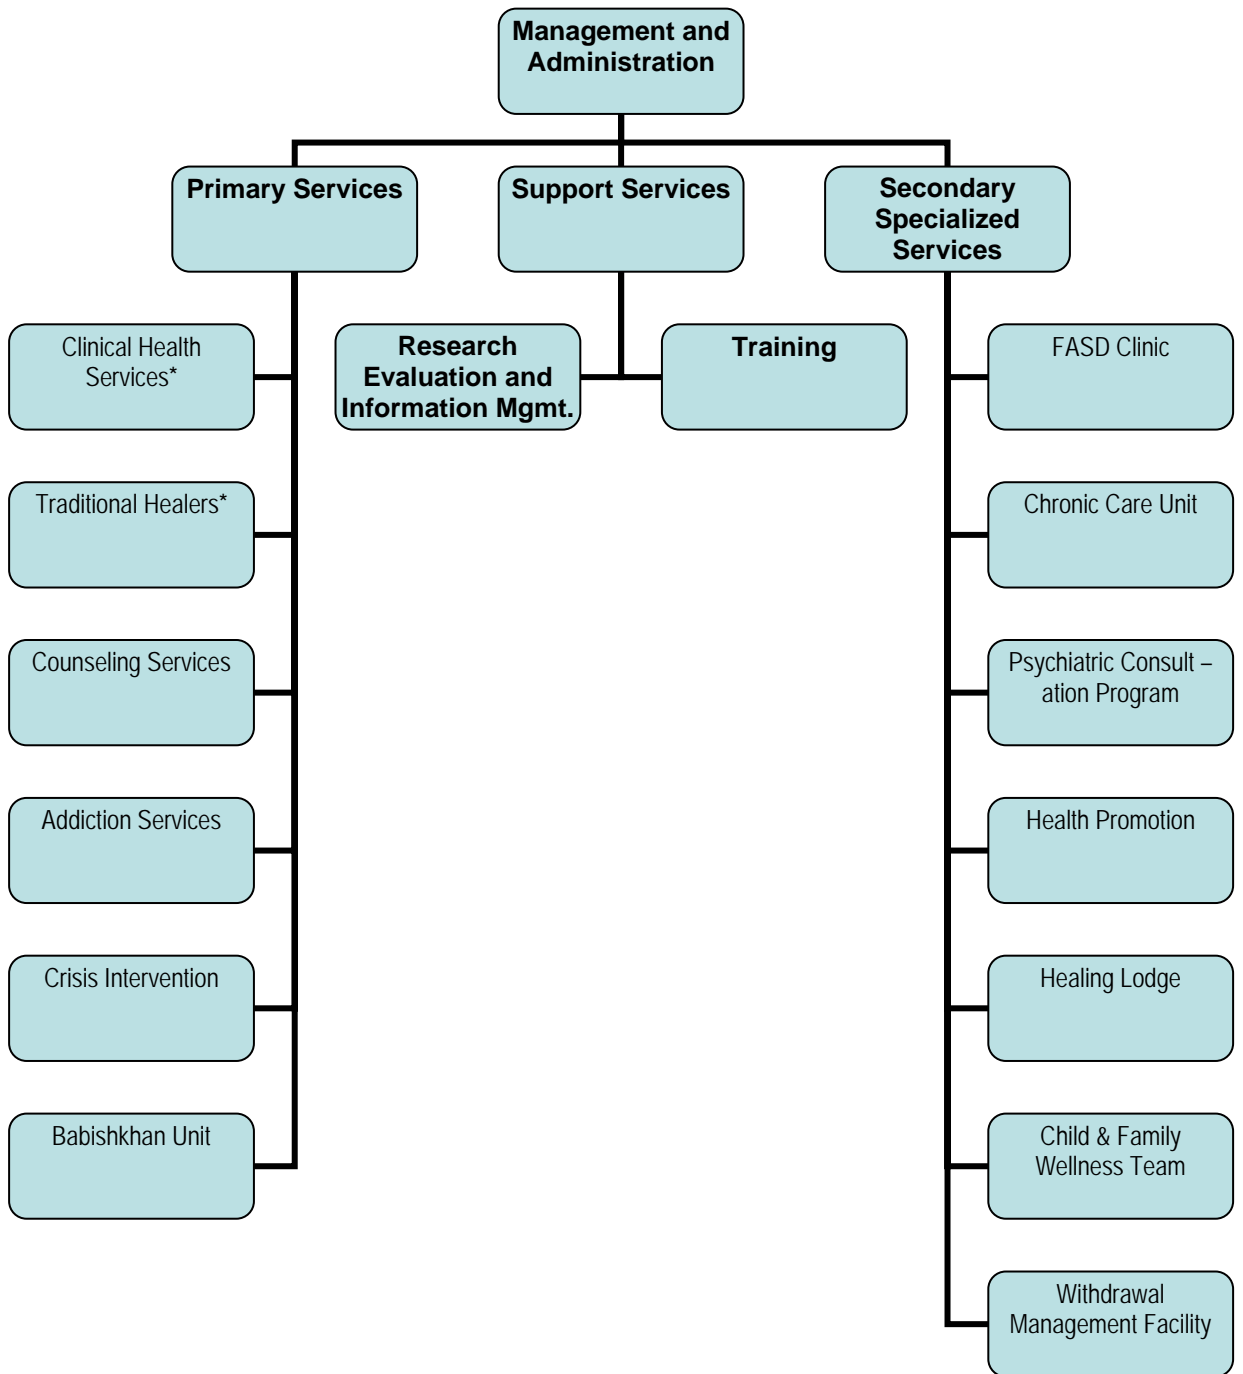 Management and
Administration
Primary Services
Support Services
Secondary
Specialized
Services
Clinical Health
Services*
Research
Evaluation and
Information Mgmt.
Training
FASD Clinic
Traditional Healers*
Chronic Care Unit
Counseling Services
Psychiatric Consult –
ation Program
Addiction Services
Health Promotion
Crisis Intervention
Healing Lodge
Babishkhan Unit
Child & Family
Wellness Team
Withdrawal
Management Facility